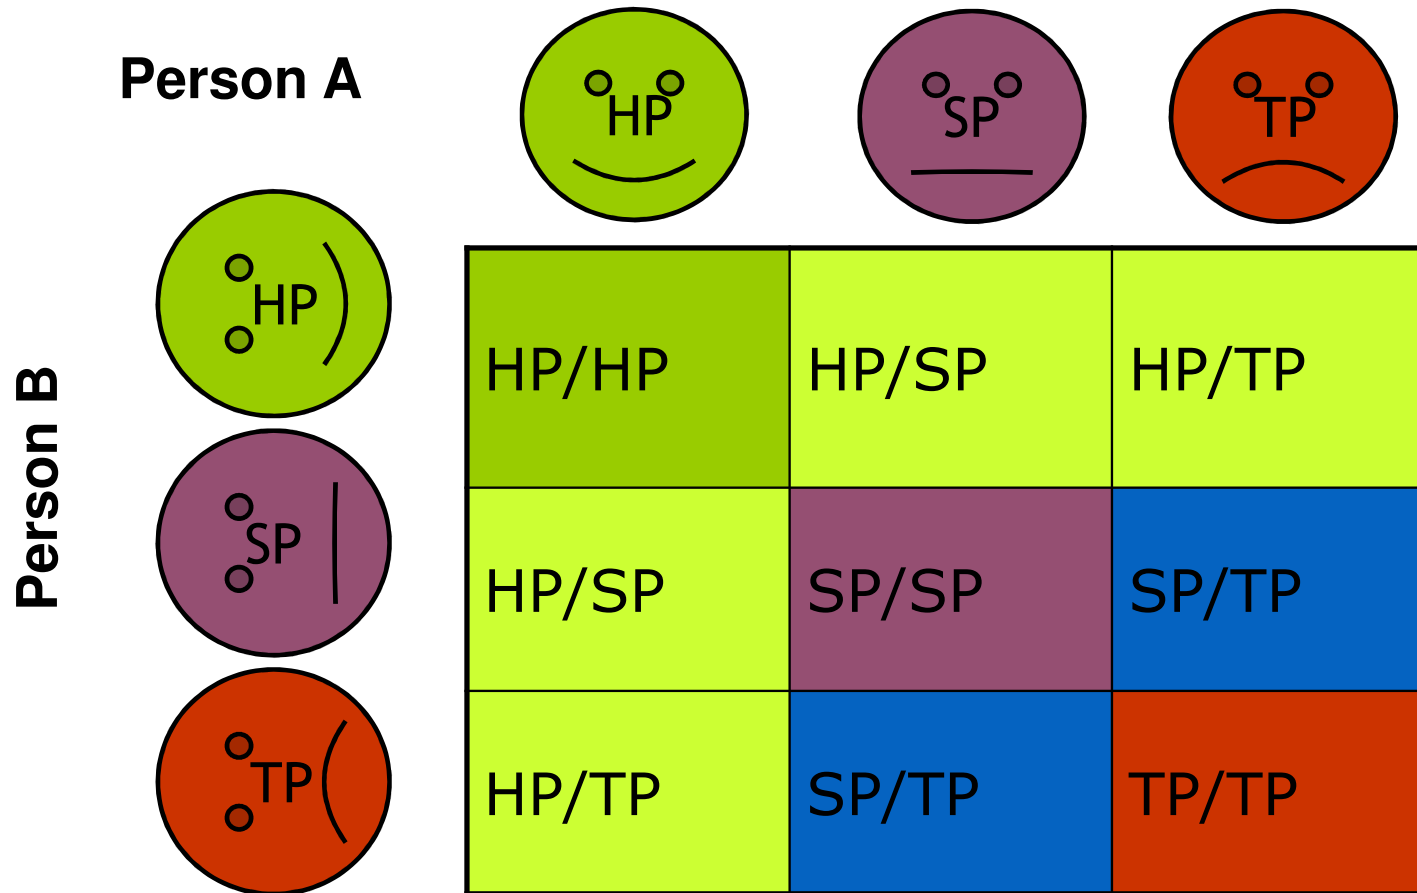 Person A
HP
SP
TP
Person B
HP
HP/HP
HP/SP
HP/TP
SP
HP/SP
SP/SP
SP/TP
TP
HP/TP
SP/TP
TP/TP